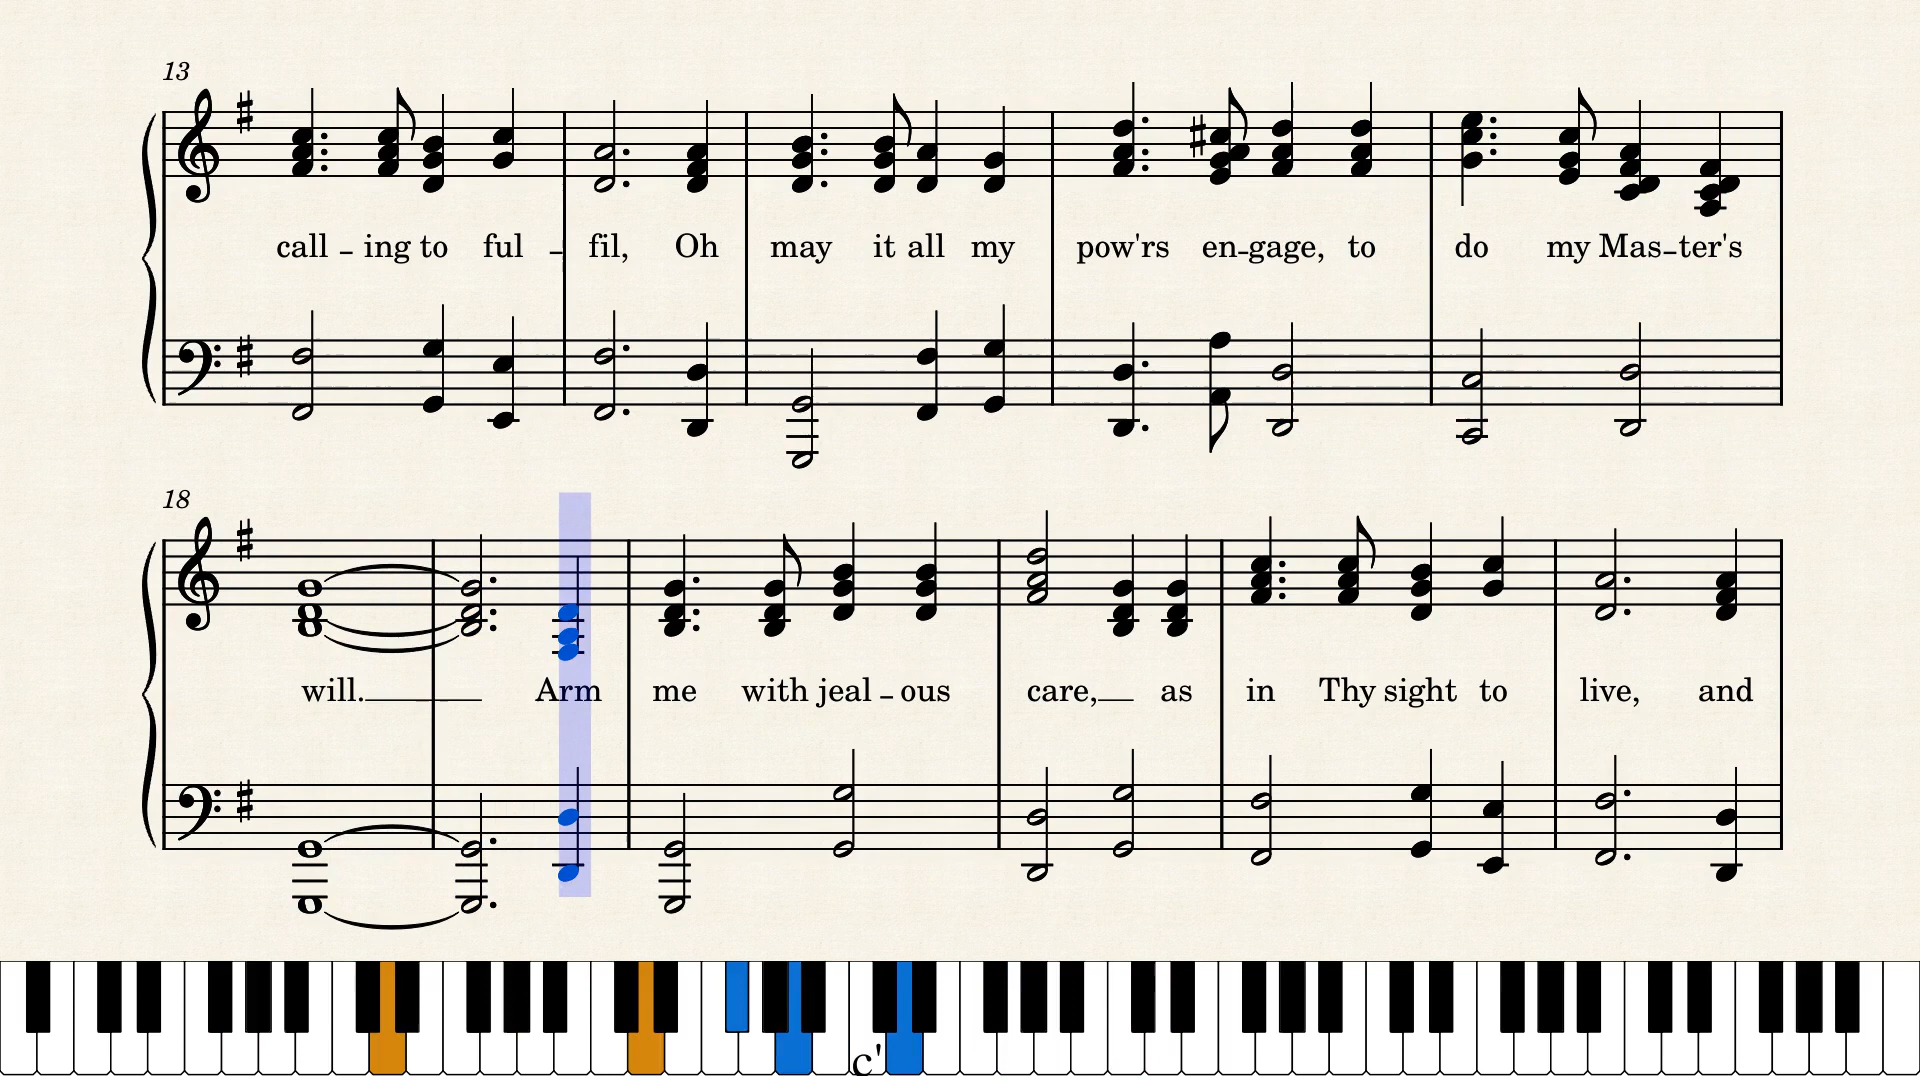 13
call - ing to ful - fil, Oh may it all my pow'rs en-gage, to do my Mas-ter's
18
will. Arm me with jeal - ous care, as in Thy sight to live, and
c'